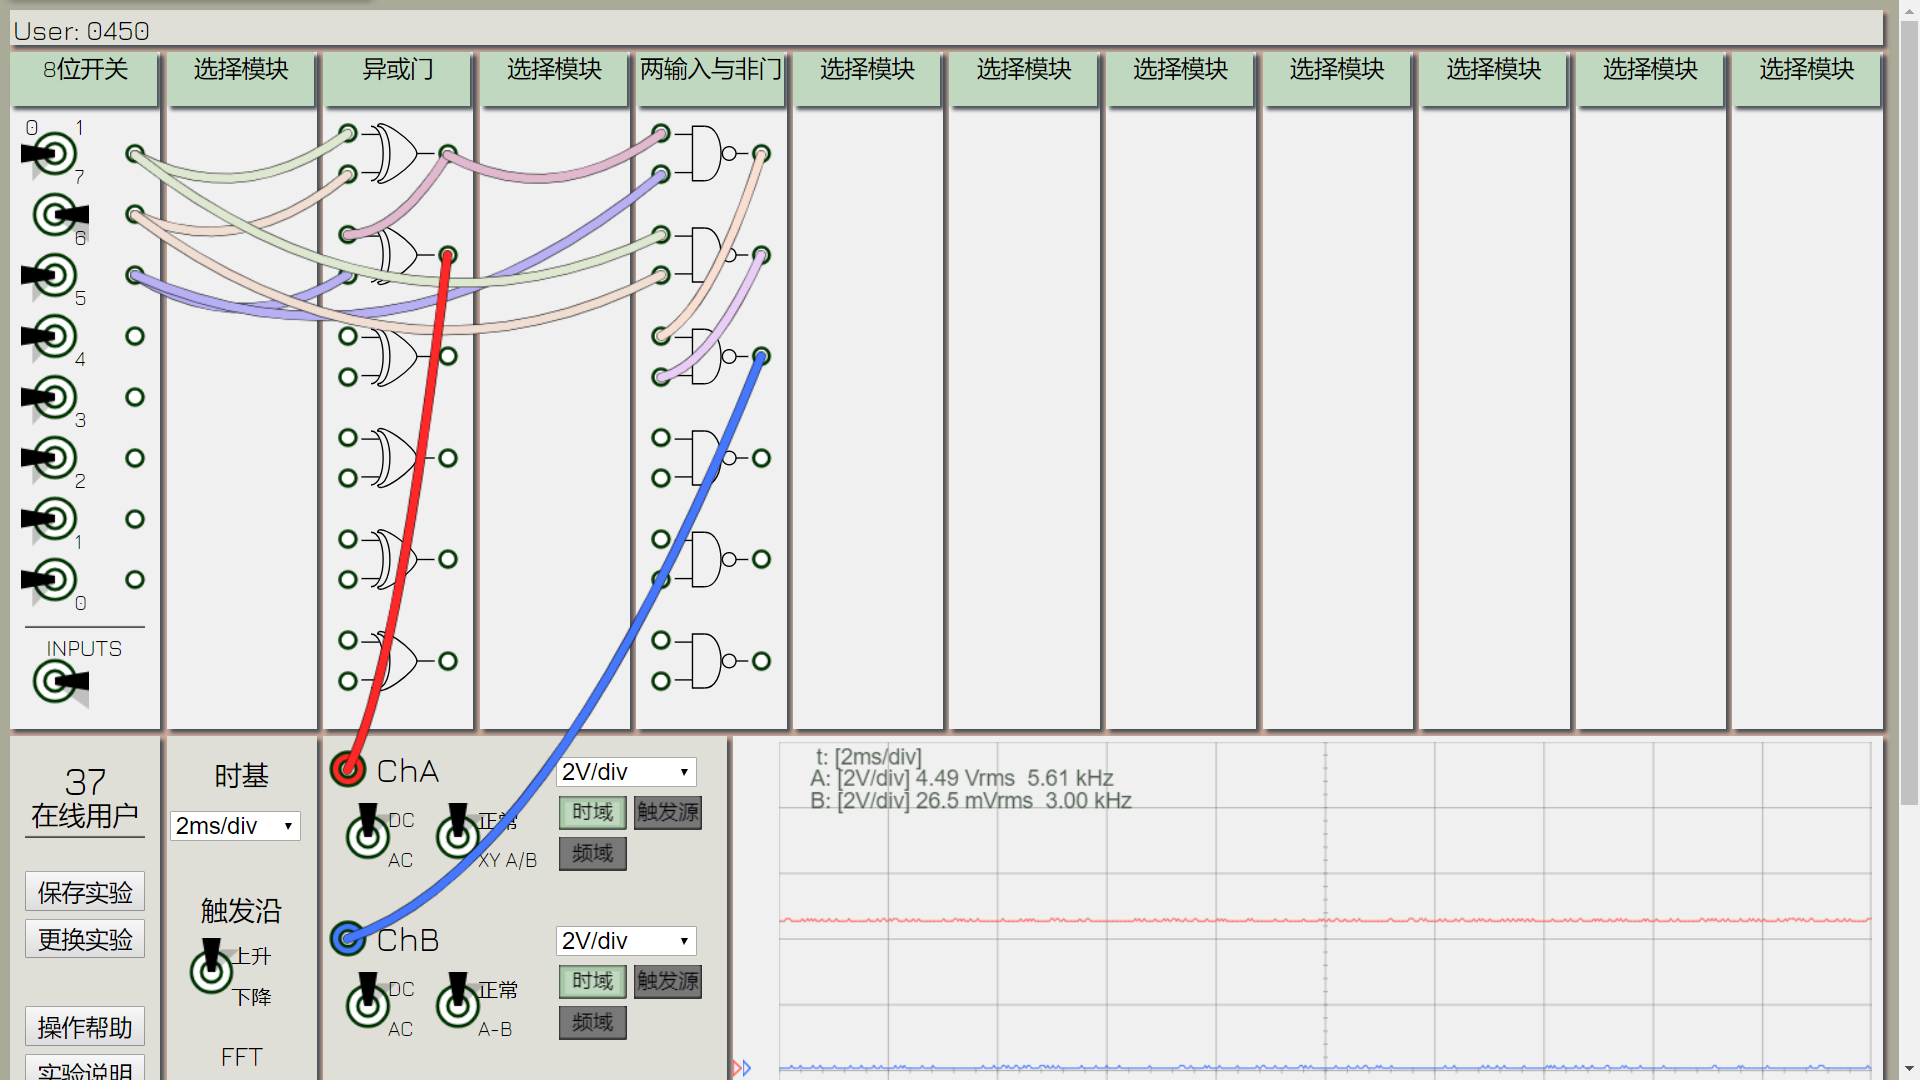 User: 0450
8位开关
选择模块
异或门
选择模块
两输入与非门
选择模块
选择模块
选择模块
选择模块
选择模块
选择模块
选择模块
0 1
7
6
5
4
3
2
1
0
INPUTS
37
在线用户
保存实验
更换实验
操作帮助
实验说明
时基
2ms/div
触发沿
上升
下降
FFT
ChA
2V/div
DC
AC
正常
XY A/B
时域
触发源
频域
ChB
2V/div
DC
AC
正常
A-B
时域
触发源
频域
t: [2ms/div]
A: [2V/div] 4.49 Vrms 5.61 kHz
B: [2V/div] 26.5 mVrms 3.00 kHz